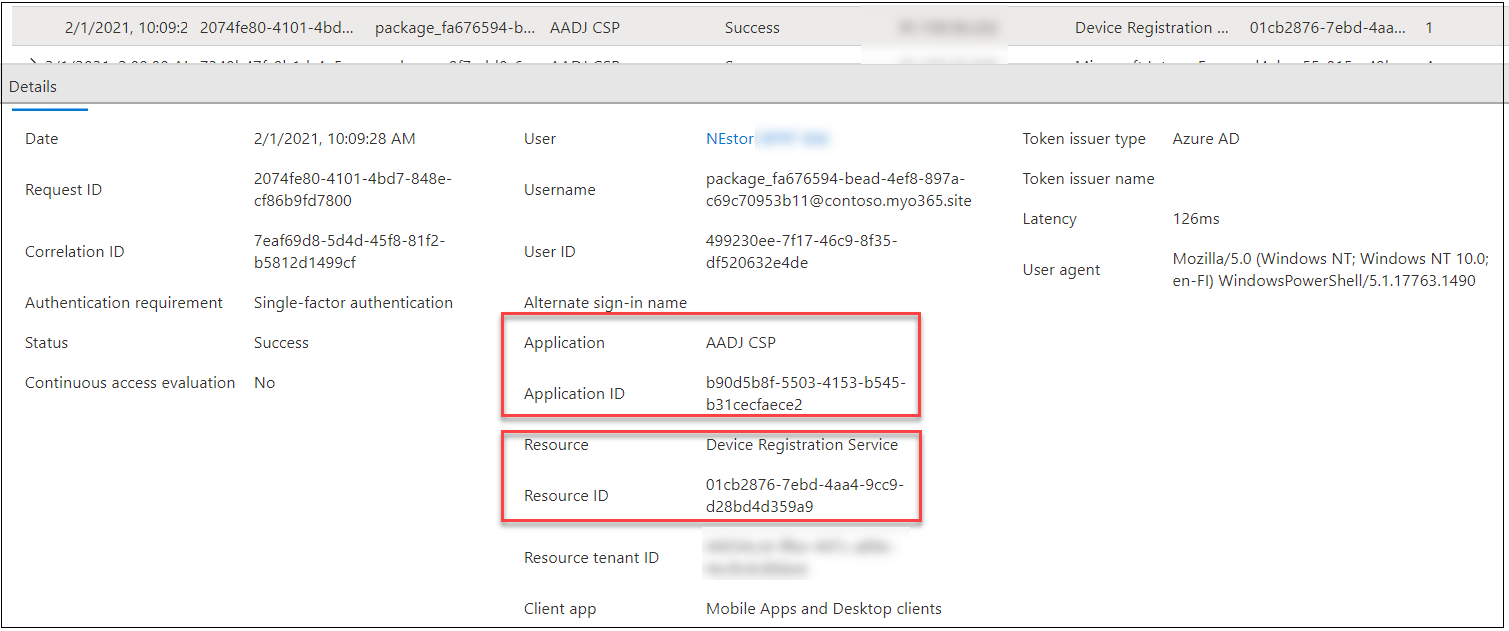 2/1/2021, 10:09:2 2074fe80-4101-4bd... package_fa676594-b... AADJ CSP Success Device Registration ... 01cb2876-7ebd-4aa... 1
Details
Date 2/1/2021, 10:09:28 AM
Request ID 2074fe80-4101-4bd7-848e-
cf86b9fd7800
Correlation ID 7eaf69d8-5d4d-45f8-81f2-
b5812d1499cf
Authentication requirement Single-factor authentication
Status Success
Continuous access evaluation No
User NEstor
Username package_fa676594-bead-4ef8-897a-
c69c70953b11@contoso.myo365.site
User ID 499230ee-7f17-46c9-8f35-
df520632e4de
Alternate sign-in name
Application AADJ CSP
Application ID b90d5b8f-5503-4153-b545-
b31cecfaece2
Resource Device Registration Service
Resource ID 01cb2876-7ebd-4aa4-9cc9-
d28bd4d359a9
Resource tenant ID
Client app Mobile Apps and Desktop clients
Token issuer type Azure AD
Token issuer name
Latency 126ms
User agent Mozilla/5.0 (Windows NT; Windows NT 10.0;
en-FI) WindowsPowerShell/5.1.17763.1490